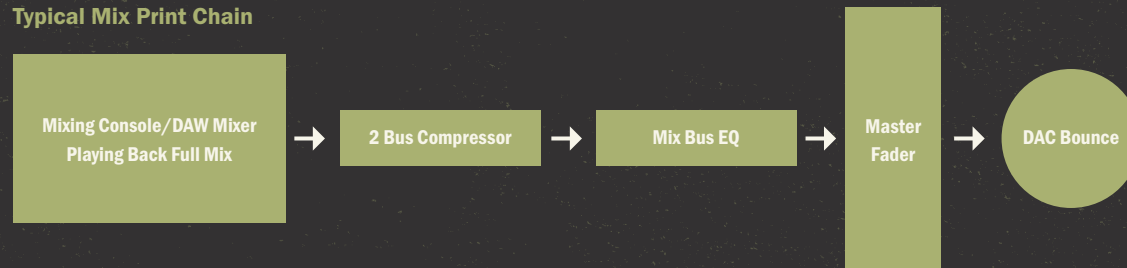 Typical Mix Print Chain
Mixing Console/DAW Mixer
Playing Back Full Mix
2 Bus Compressor
Mix Bus EQ
Master
Fader
DAC Bounce